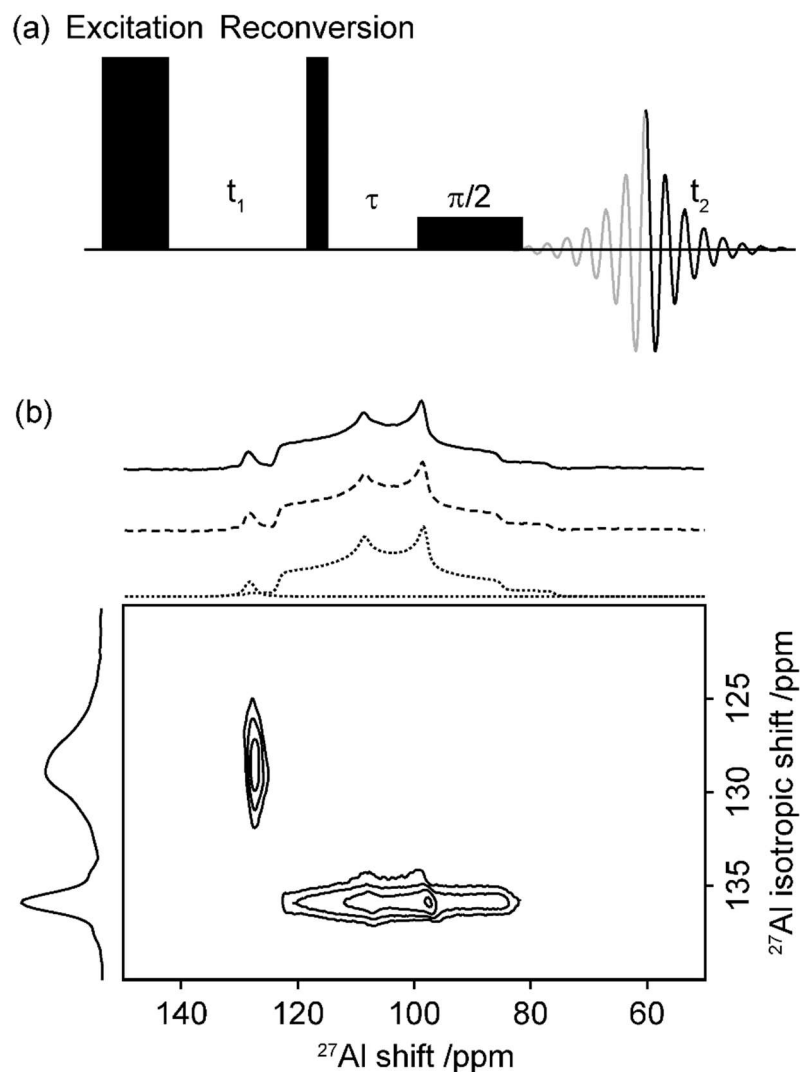 (a) Excitation Reconversion
t₁
τ
π/2
t₂
(b)
125
130
135
²⁷Al isotropic shift /ppm
140 120 100 80 60
²⁷Al shift /ppm